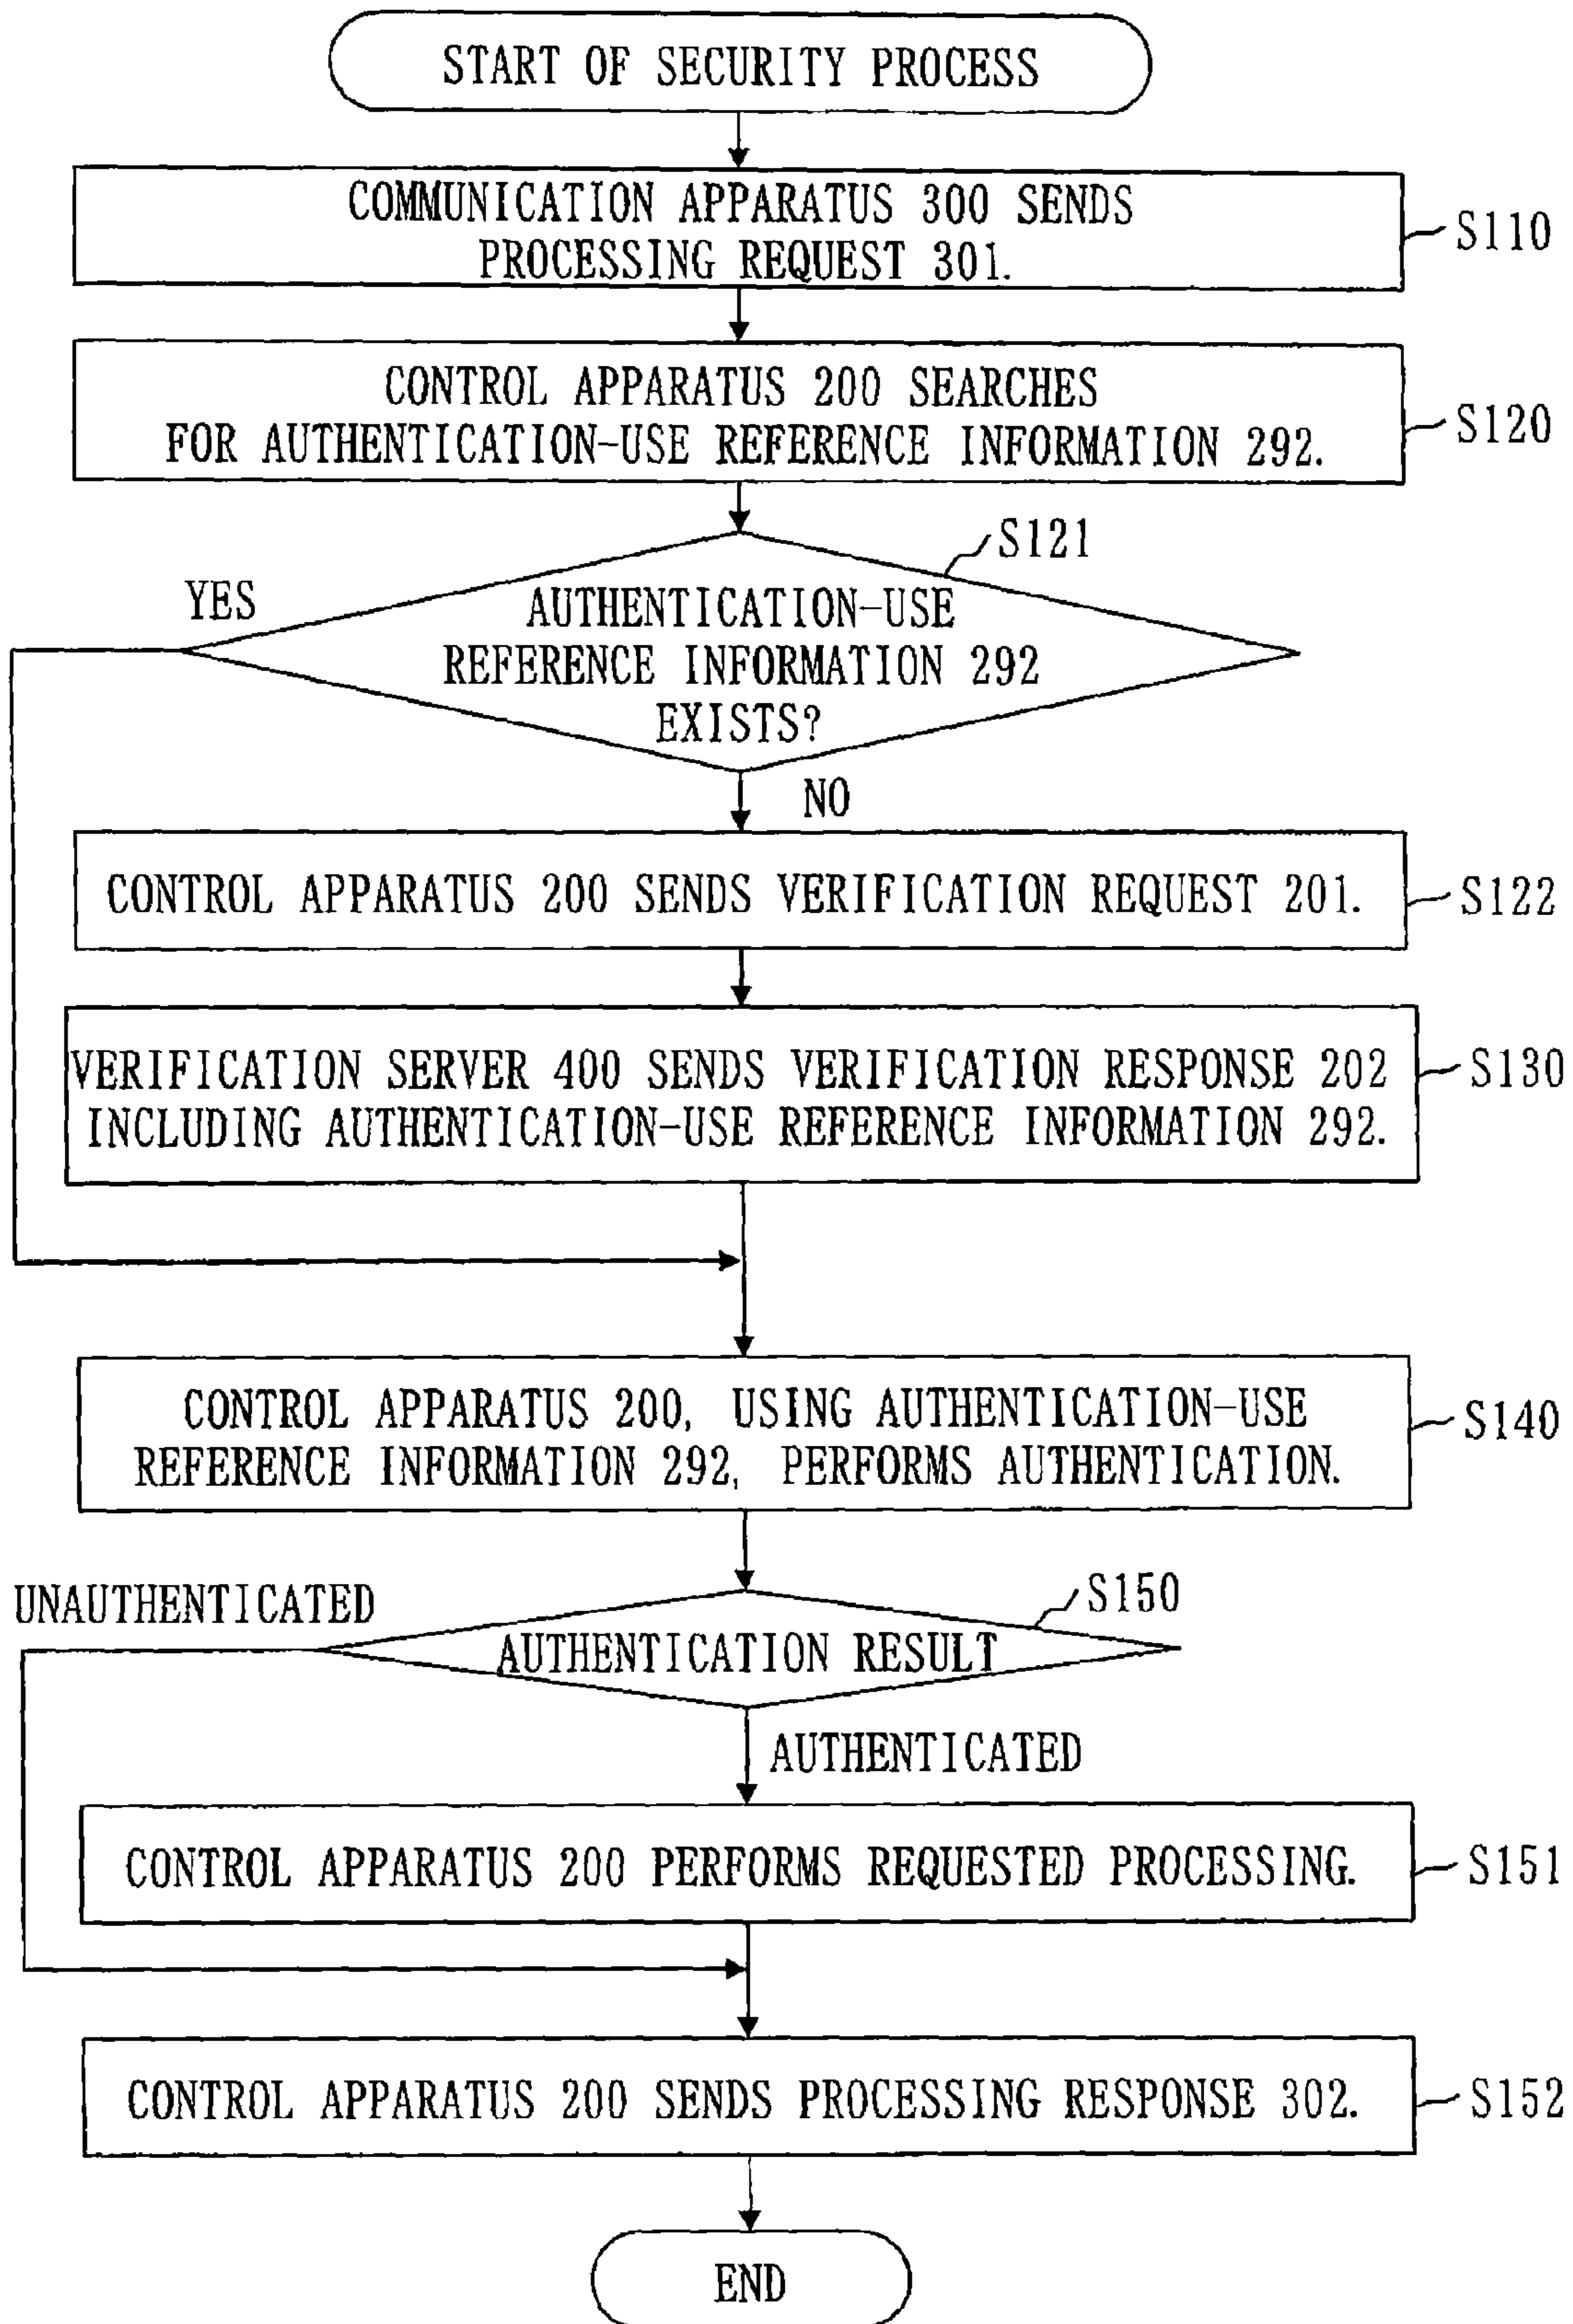 START OF SECURITY PROCESS
COMMUNICATION APPARATUS 300 SENDS
PROCESSING REQUEST 301.
S110
CONTROL APPARATUS 200 SEARCHES
FOR AUTHENTICATION-USE REFERENCE INFORMATION 292.
S120
S121
YES
AUTHENTICATION-USE
REFERENCE INFORMATION 292
EXISTS?
NO
CONTROL APPARATUS 200 SENDS VERIFICATION REQUEST 201.
S122
VERIFICATION SERVER 400 SENDS VERIFICATION RESPONSE 202
INCLUDING AUTHENTICATION-USE REFERENCE INFORMATION 292.
S130
CONTROL APPARATUS 200, USING AUTHENTICATION-USE
REFERENCE INFORMATION 292, PERFORMS AUTHENTICATION.
S140
UNAUTHENTICATED
S150
AUTHENTICATION RESULT
AUTHENTICATED
CONTROL APPARATUS 200 PERFORMS REQUESTED PROCESSING.
S151
CONTROL APPARATUS 200 SENDS PROCESSING RESPONSE 302.
S152
END